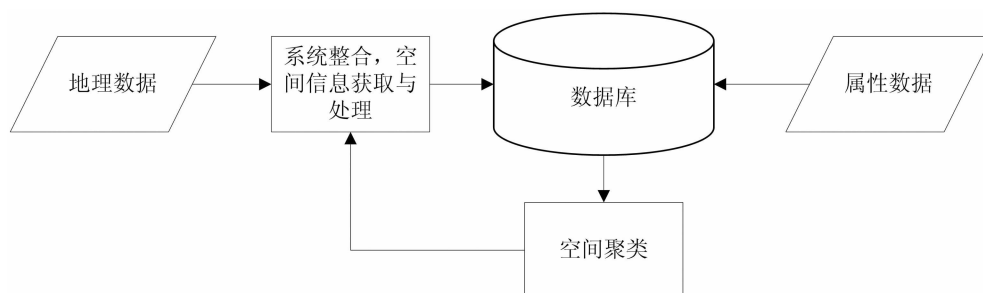 地理数据
系统整合，空
间信息获取与
处理
数据库
属性数据
空间聚类